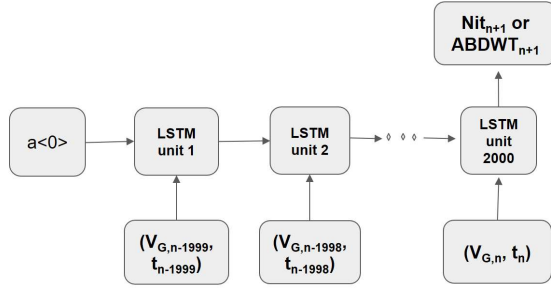 Nit_{n+1} or
ABDWT_{n+1}
a<0>
LSTM
unit 1
LSTM
unit 2
LSTM
unit
2000
(V_{G,n-1999},
t_{n-1999})
(V_{G,n-1998},
t_{n-1998})
(V_{G,n}, t_n)